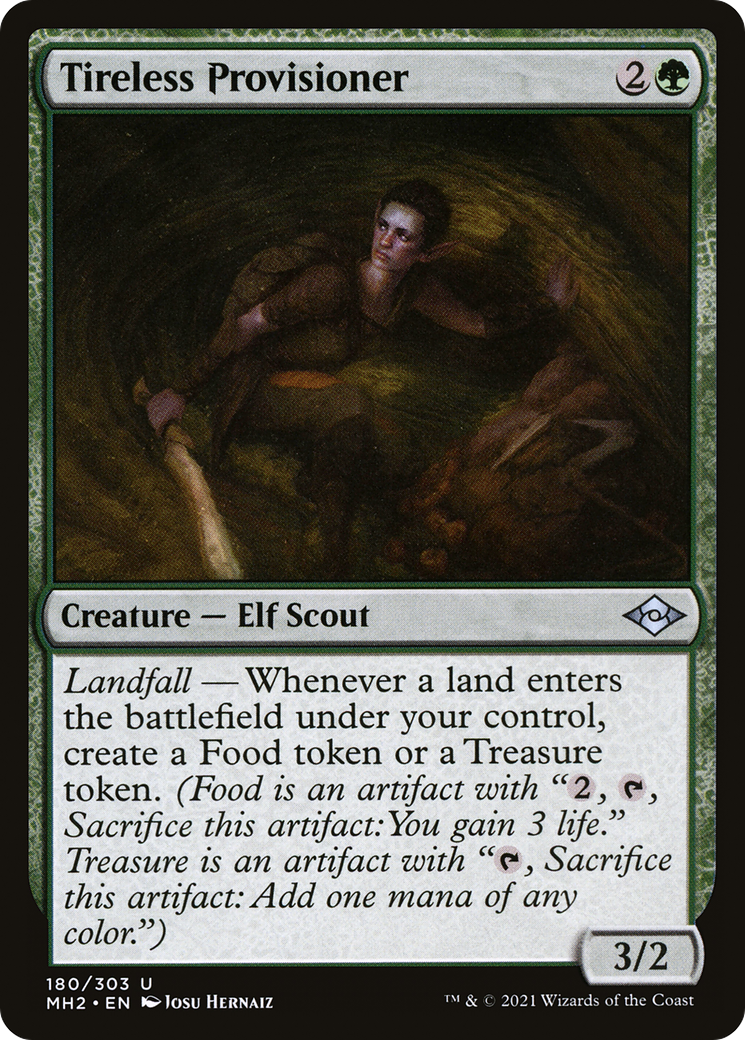 Tireless Provisioner 2
Creature — Elf Scout
Landfall — Whenever a land enters
the battlefield under your control,
create a Food token or a Treasure
token. (Food is an artifact with “2, ,
Sacrifice this artifact: You gain 3 life.”
Treasure is an artifact with “ , Sacrifice
this artifact: Add one mana of any
color.”)
3/2
180/303 U
MH2 • EN Josu Hernaiz
™ & © 2021 Wizards of the Coast